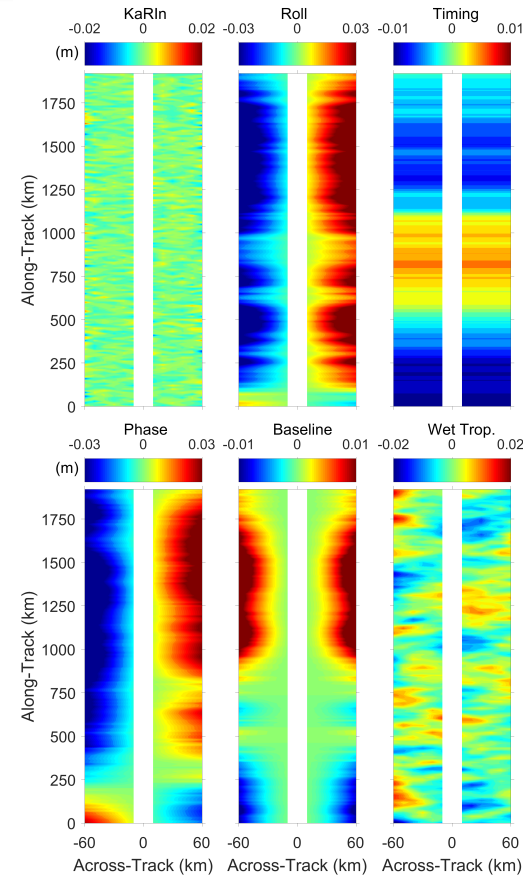 KaRIn Roll Timing
-0.02 0 0.02 -0.03 0 0.03 -0.01 0 0.01
(m)
1750
1500
1250
1000
750
500
250
0
Along-Track (km)
Phase Baseline Wet Trop.
-0.03 0 0.03 -0.01 0 0.01 -0.02 0 0.02
(m)
1750
1500
1250
1000
750
500
250
0
Along-Track (km)
-60 0 60 -60 0 60 -60 0 60
Across-Track (km) Across-Track (km) Across-Track (km)